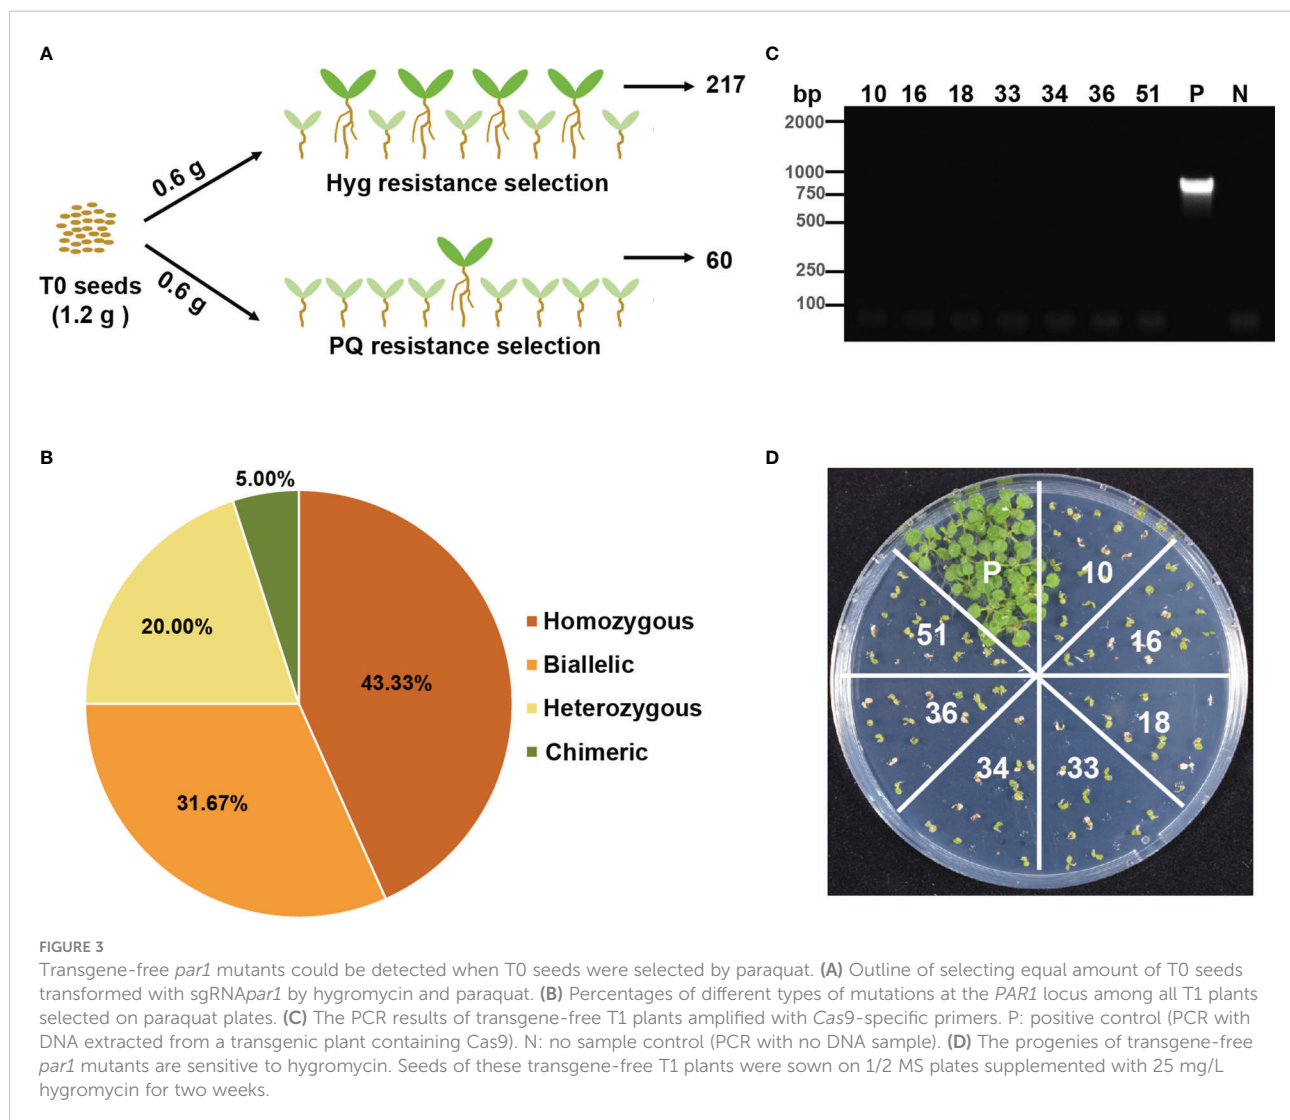 A
0.6 g
217
Hyg resistance selection
T0 seeds
(1.2 g )
0.6 g
60
PQ resistance selection
C
bp 10 16 18 33 34 36 51 P N
2000
1000
750
500
250
100
B
5.00%
20.00%
43.33%
31.67%
Homozygous
Biallelic
Heterozygous
Chimeric
D
P
10
51
16
36
18
34
33
FIGURE 3
Transgene-free par1 mutants could be detected when T0 seeds were selected by paraquat. (A) Outline of selecting equal amount of T0 seeds
transformed with sgRNApar1 by hygromycin and paraquat. (B) Percentages of different types of mutations at the PAR1 locus among all T1 plants
selected on paraquat plates. (C) The PCR results of transgene-free T1 plants amplified with Cas9-specific primers. P: positive control (PCR with
DNA extracted from a transgenic plant containing Cas9). N: no sample control (PCR with no DNA sample). (D) The progenies of transgene-free
par1 mutants are sensitive to hygromycin. Seeds of these transgene-free T1 plants were sown on 1/2 MS plates supplemented with 25 mg/L
hygromycin for two weeks.